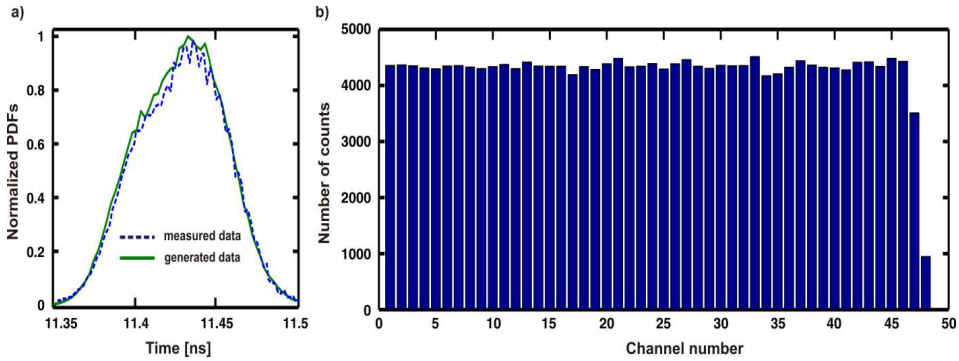 a)
Normalized PDFs
1
0.8
0.6
0.4
0.2
0
measured data
generated data
11.35 11.4 11.45 11.5
Time [ns]
b)
Number of counts
5000
4000
3000
2000
1000
0
0 5 10 15 20 25 30 35 40 45 50
Channel number